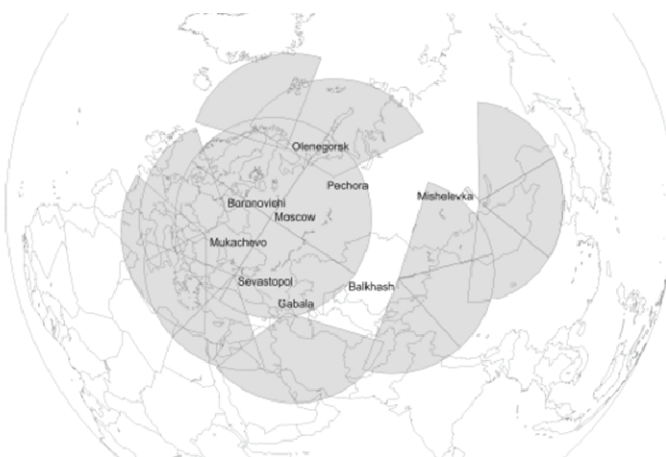 Olenegorsk
Pechora
Mishelevka
Baranovichi
Moscow
Mukachevo
Sevastopol
Balkhash
Gabala